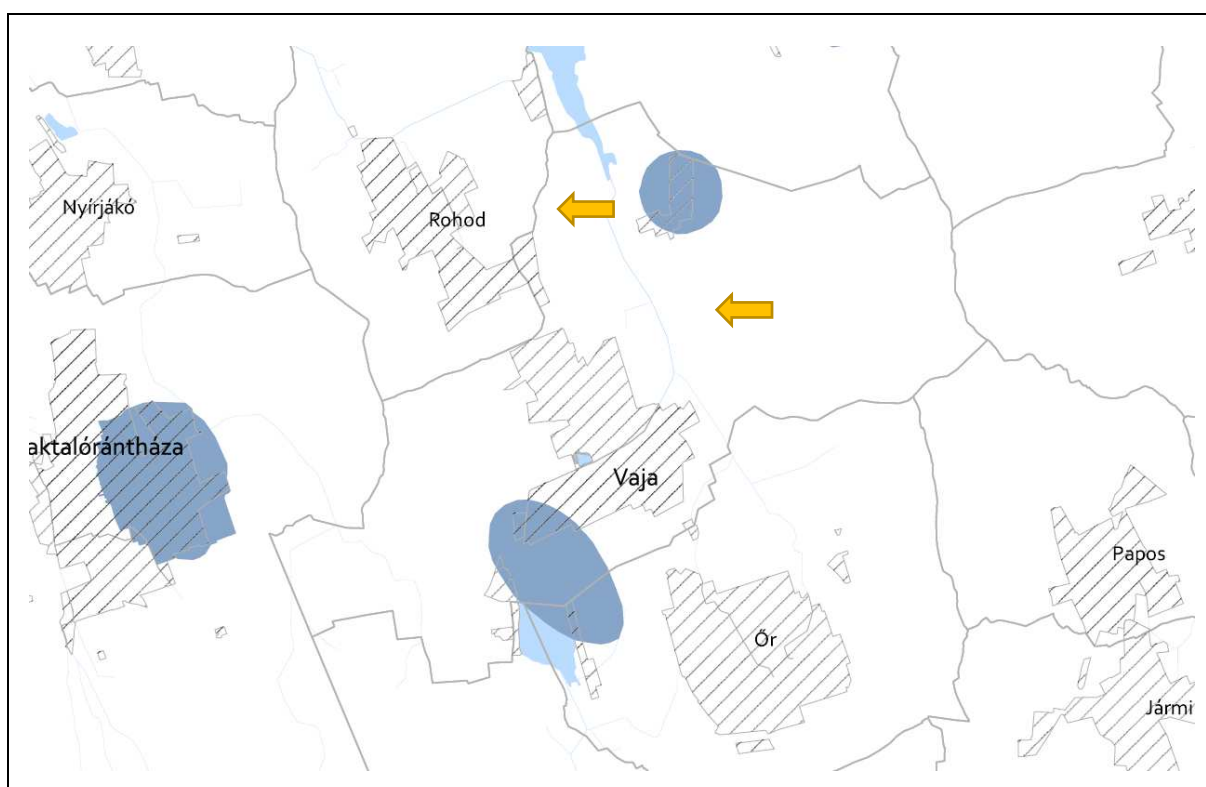 Nyírjákó
Rohod
aktalórántháza
Vaja
Papos
Őr
Jármi